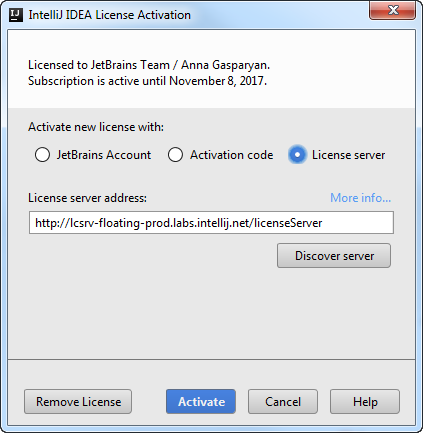 IJ IntelliJ IDEA License Activation
Licensed to JetBrains Team / Anna Gasparyan.
Subscription is active until November 8, 2017.
Activate new license with:
JetBrains Account Activation code License server
License server address: More info...
http://lcsrv-floating-prod.labs.intellij.net/licenseServer
Discover server
Remove License Activate Cancel Help